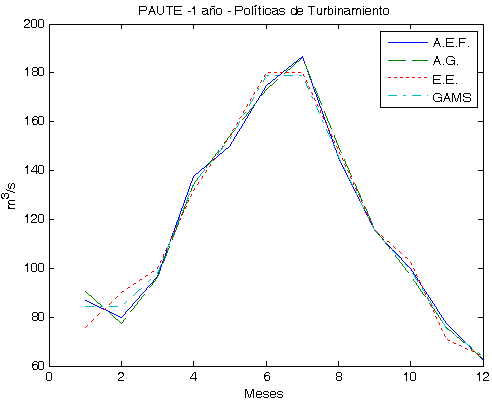 PAUTE -1 año - Políticas de Turbinamiento
200
180
160
140
120
100
80
60
m3/s
0 2 4 6 8 10 12
Meses
A.E.F.
A.G.
E.E.
GAMS